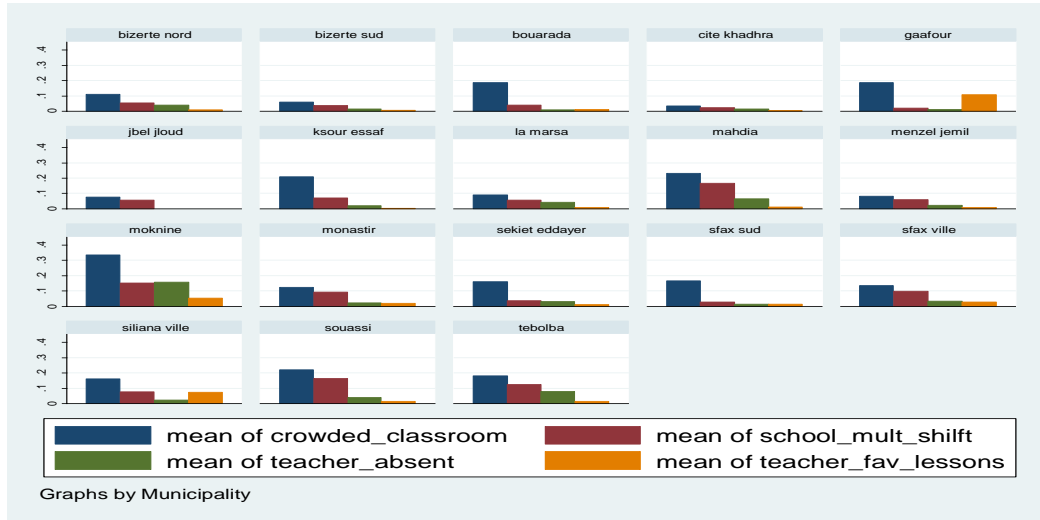 bizerte nord bizerte sud bouarada cite khadhra gaafour
0 .1 .2 .3 .4
jbel jloud ksour essaf la marsa mahdia menzel jemil
0 .1 .2 .3 .4
moknine monastir sekiet eddayer sfax sud sfax ville
0 .1 .2 .3 .4
siliana ville souassi tebolba
0 .1 .2 .3 .4
mean of crowded_classroom mean of school_mult_shilft
mean of teacher_absent mean of teacher_fav_lessons
Graphs by Municipality